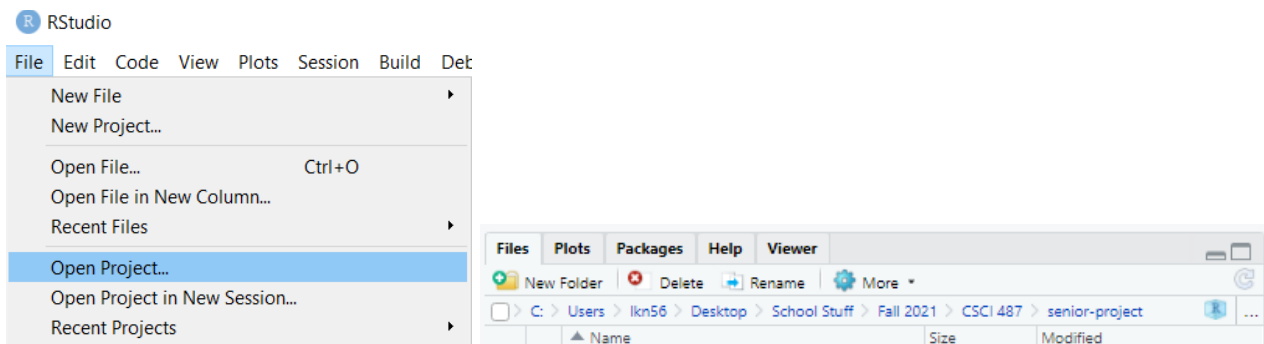 R RStudio
File Edit Code View Plots Session Build Deb
New File
New Project...
Open File... Ctrl+O
Open File in New Column...
Recent Files
Open Project...
Open Project in New Session...
Recent Projects
Files Plots Packages Help Viewer
New Folder Delete Rename More
C: > Users > lkn56 > Desktop > School Stuff > Fall 2021 > CSCI 487 > senior-project R ...
Name Size Modified